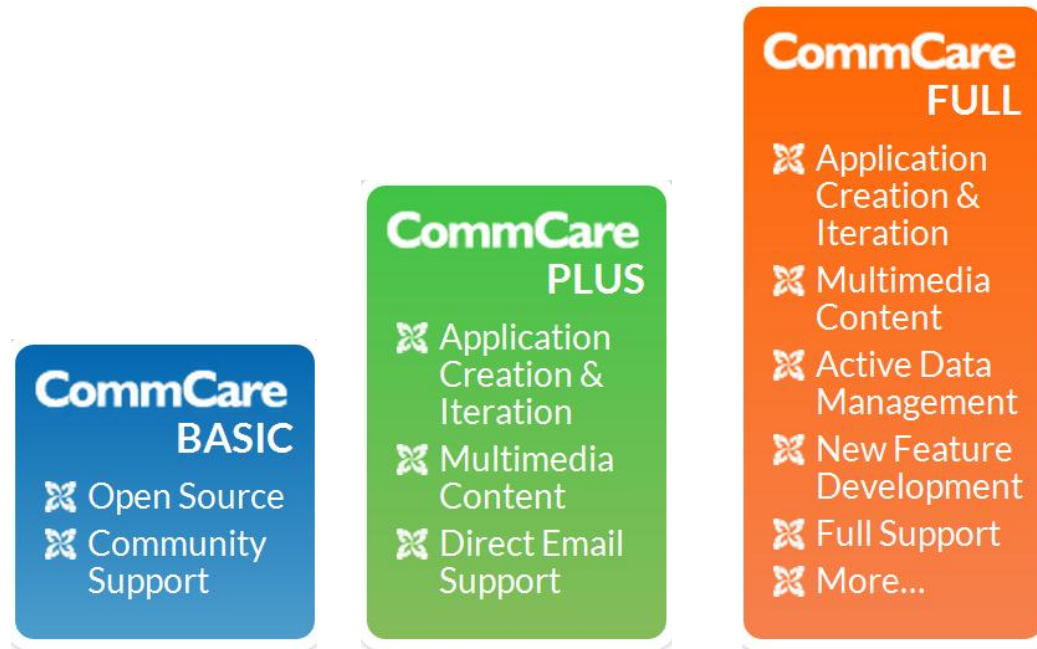 CommCare
BASIC
Open Source
Community
Support
CommCare
PLUS
Application
Creation &
Iteration
Multimedia
Content
Direct Email
Support
CommCare
FULL
Application
Creation &
Iteration
Multimedia
Content
Active Data
Management
New Feature
Development
Full Support
More...